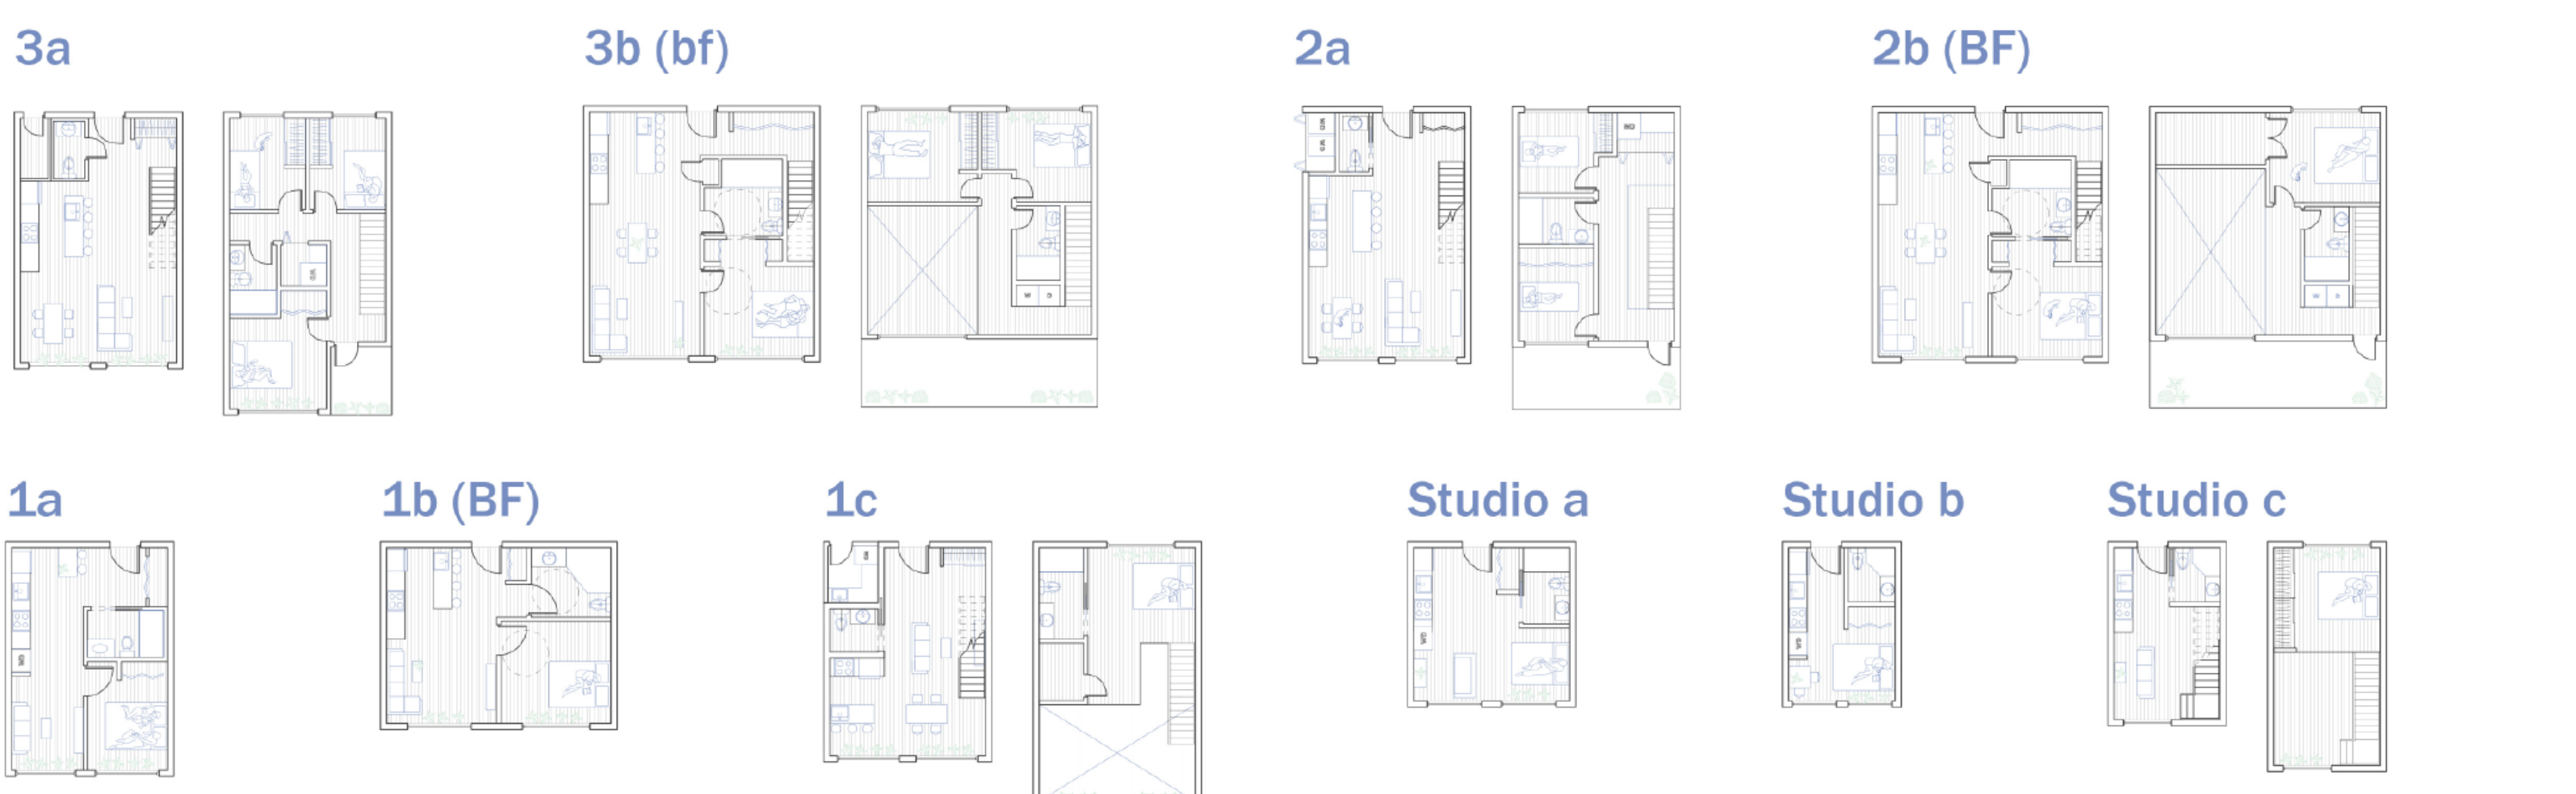 3a
3b (bf)
2a
2b (BF)
1a
1b (BF)
1c
Studio a
Studio b
Studio c